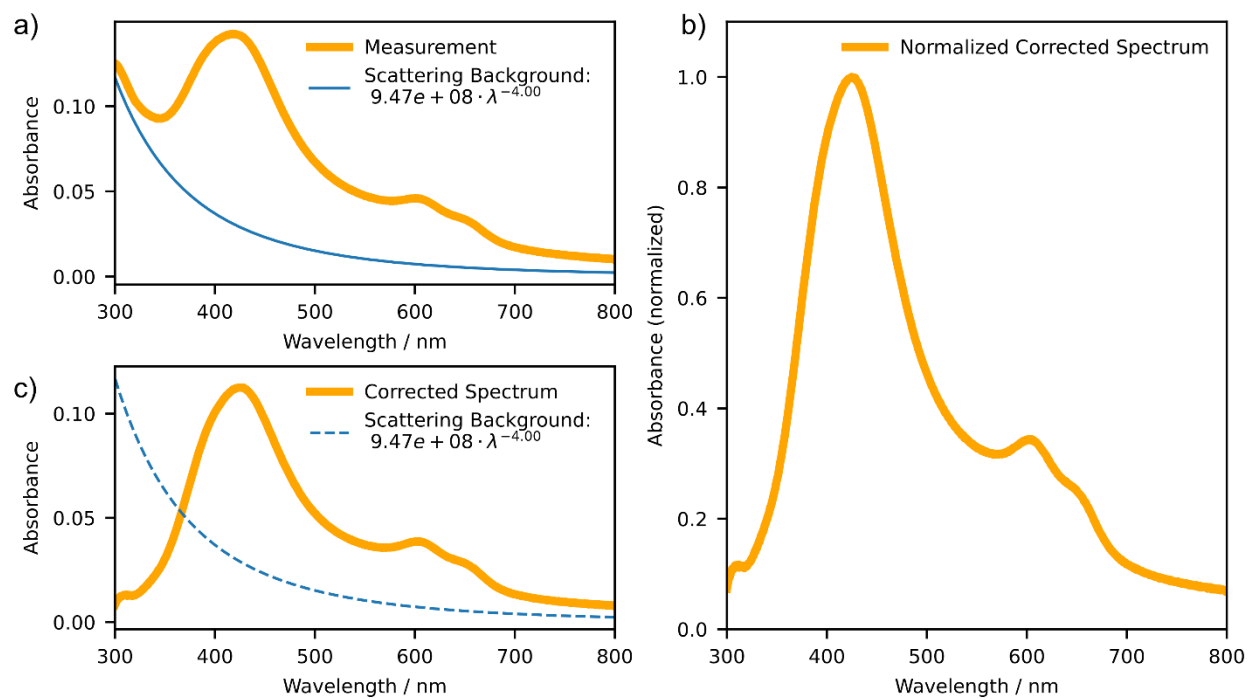 a)
Measurement
Scattering Background:
9.47e + 08 · λ^−4.00
0.10
0.05
0.00
Absorbance
300 400 500 600 700 800
Wavelength / nm
c)
Corrected Spectrum
Scattering Background:
9.47e + 08 · λ^−4.00
0.10
0.05
0.00
Absorbance
300 400 500 600 700 800
Wavelength / nm
b)
Normalized Corrected Spectrum
1.0
0.8
0.6
0.4
0.2
0.0
Absorbance (normalized)
300 400 500 600 700 800
Wavelength / nm